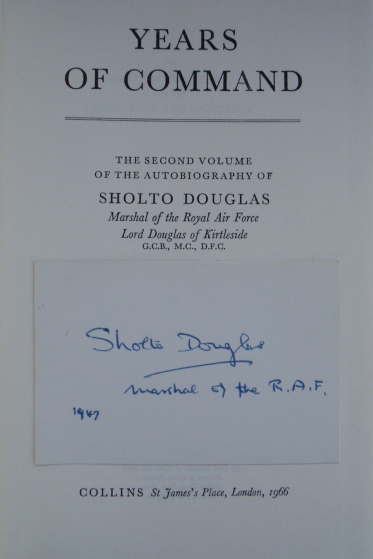 YEARS
OF COMMAND
THE SECOND VOLUME
OF THE AUTOBIOGRAPHY OF
SHOLTO DOUGLAS
Marshal of the Royal Air Force
Lord Douglas of Kirtleside
G.C.B., M.C., D.F.C.
Sholto Douglas
Marshal of the R.A.F.
1947
COLLINS St James's Place, London, 1966